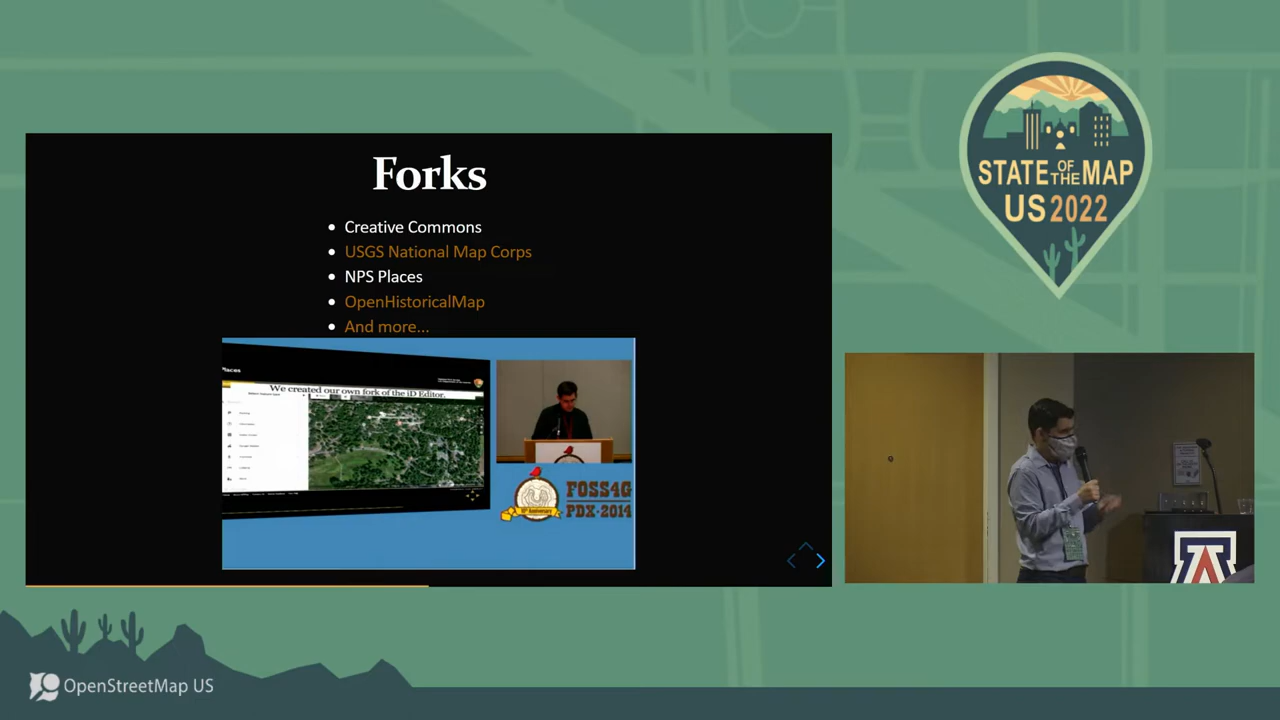 Forks
Creative Commons
USGS National Map Corps
NPS Places
OpenHistoricalMap
And more...
We created our own fork of the iD Editor.
FOSS4G
PDX-2014
STATE OF THE MAP
US 2022
OpenStreetMap US